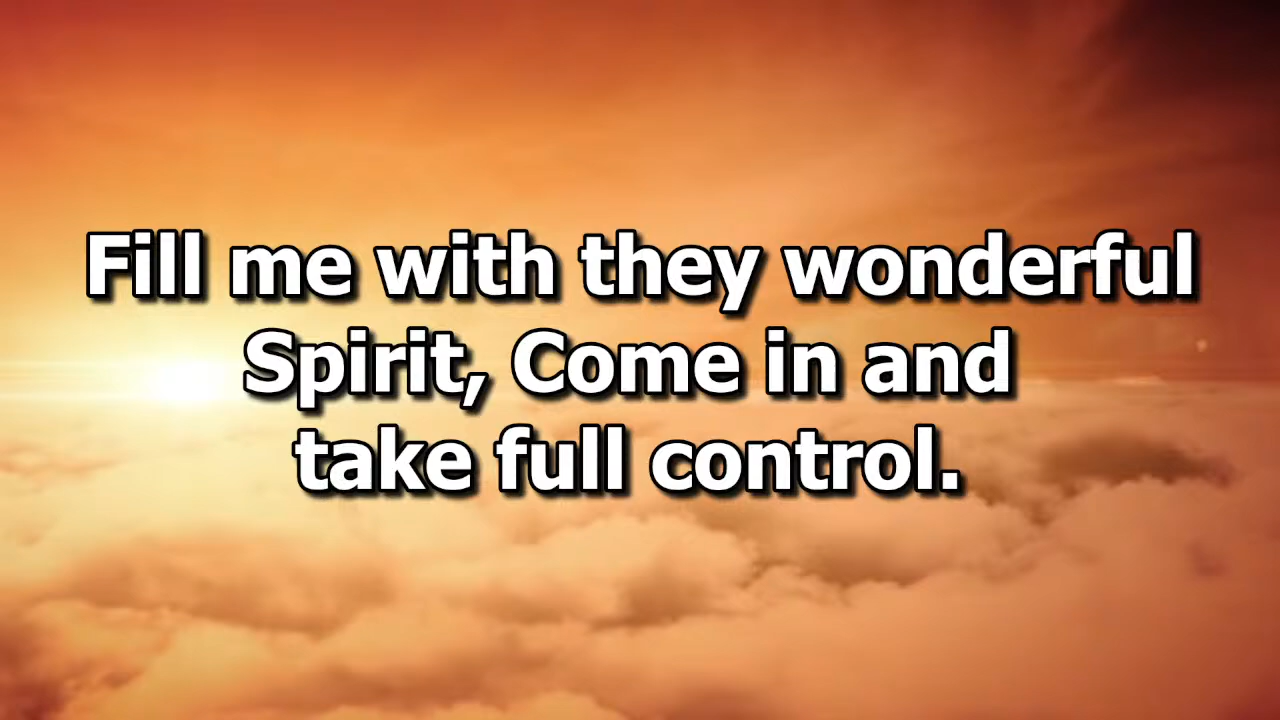 Fill me with they wonderful
Spirit, Come in and
take full control.